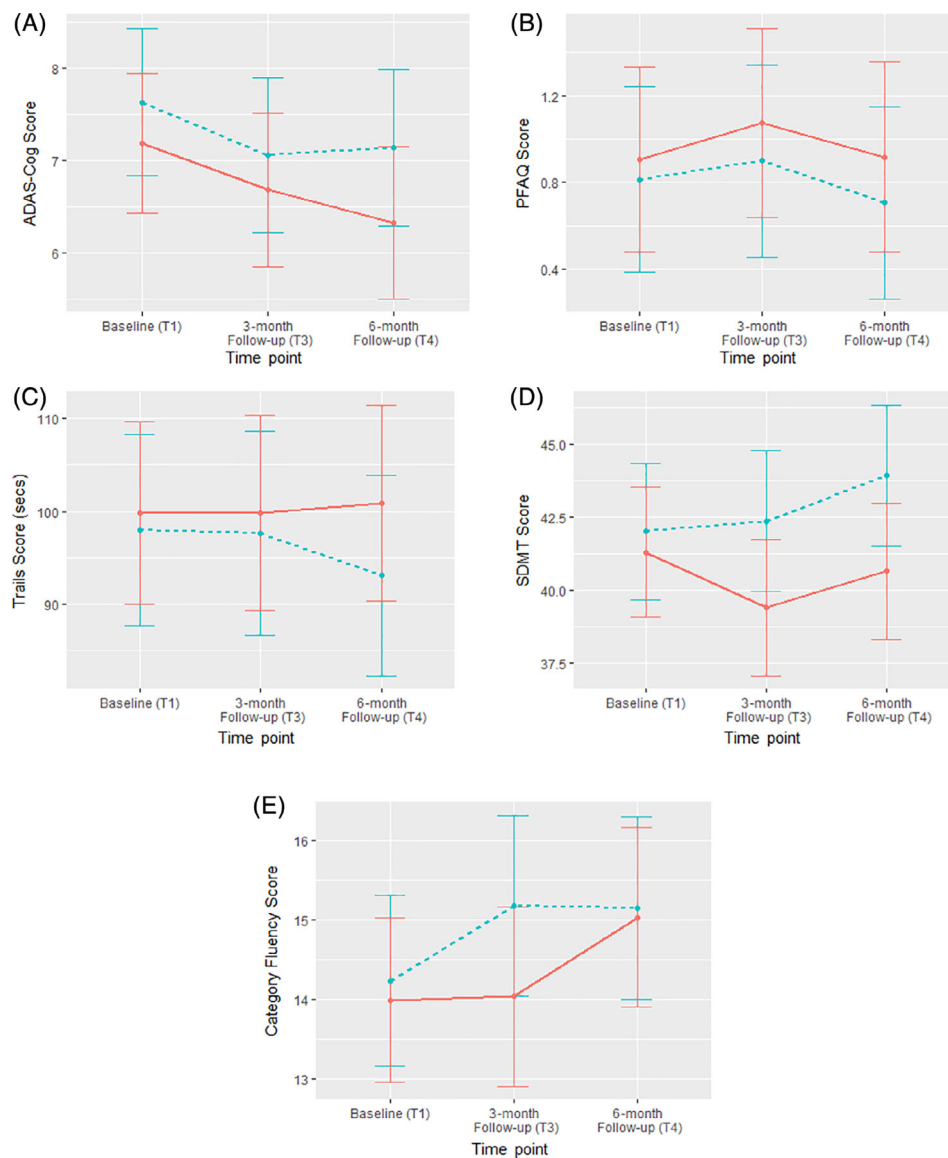 (A)
ADAS-Cog Score
8
7
6
Baseline (T1)
3-month
Follow-up (T3)
6-month
Follow-up (T4)
Time point
(B)
PFAQ Score
1.2
0.8
0.4
Baseline (T1)
3-month
Follow-up (T3)
6-month
Follow-up (T4)
Time point
(C)
Trails Score (secs)
110
100
90
Baseline (T1)
3-month
Follow-up (T3)
6-month
Follow-up (T4)
Time point
(D)
SDMT Score
45.0
42.5
40.0
37.5
Baseline (T1)
3-month
Follow-up (T3)
6-month
Follow-up (T4)
Time point
(E)
Category Fluency Score
16
15
14
13
Baseline (T1)
3-month
Follow-up (T3)
6-month
Follow-up (T4)
Time point